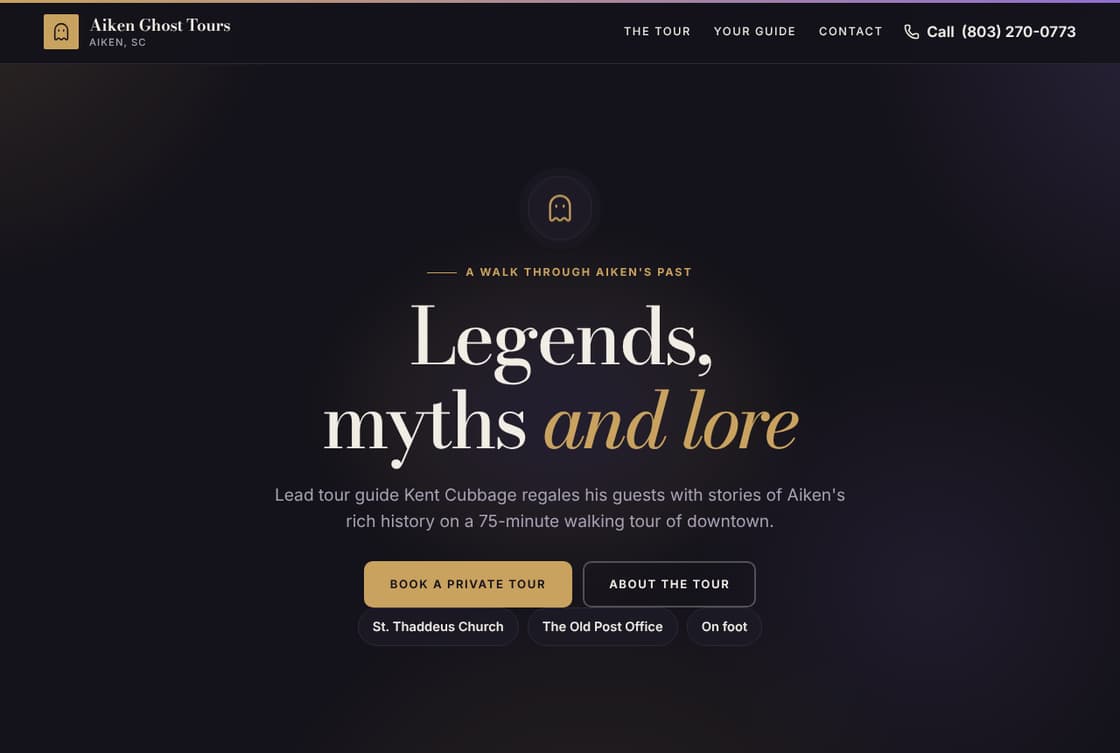 Aiken Ghost Tours
AIKEN, SC
THE TOUR
YOUR GUIDE
CONTACT
Call (803) 270-0773
A WALK THROUGH AIKEN'S PAST
Legends,
myths and lore
Lead tour guide Kent Cubbage regales his guests with stories of Aiken's
rich history on a 75-minute walking tour of downtown.
BOOK A PRIVATE TOUR
ABOUT THE TOUR
St. Thaddeus Church
The Old Post Office
On foot